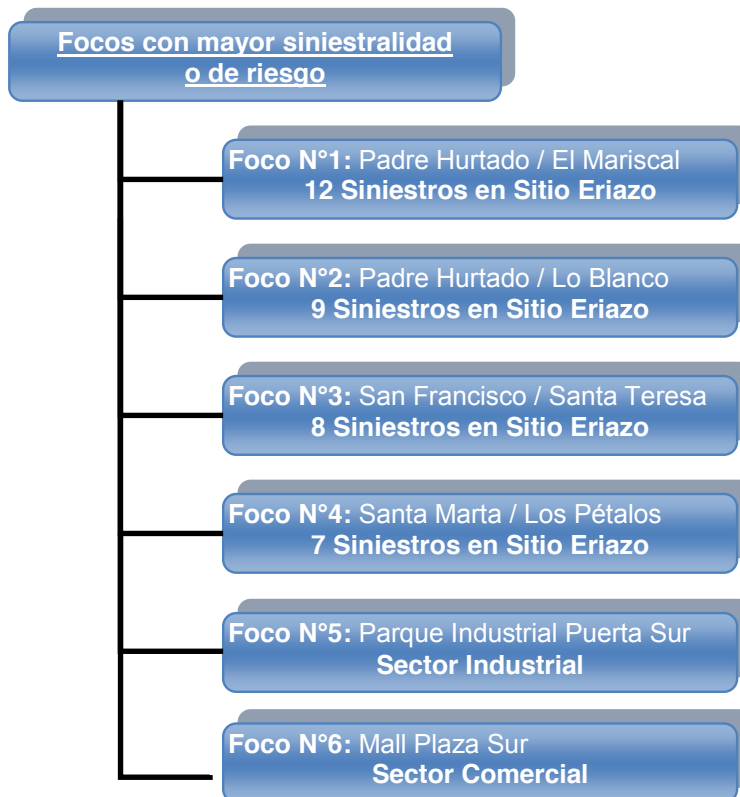 Focos con mayor siniestralidad
o de riesgo
Foco N°1: Padre Hurtado / El Mariscal
12 Siniestros en Sitio Eriazo
Foco N°2: Padre Hurtado / Lo Blanco
9 Siniestros en Sitio Eriazo
Foco N°3: San Francisco / Santa Teresa
8 Siniestros en Sitio Eriazo
Foco N°4: Santa Marta / Los Pétalos
7 Siniestros en Sitio Eriazo
Foco N°5: Parque Industrial Puerta Sur
Sector Industrial
Foco N°6: Mall Plaza Sur
Sector Comercial